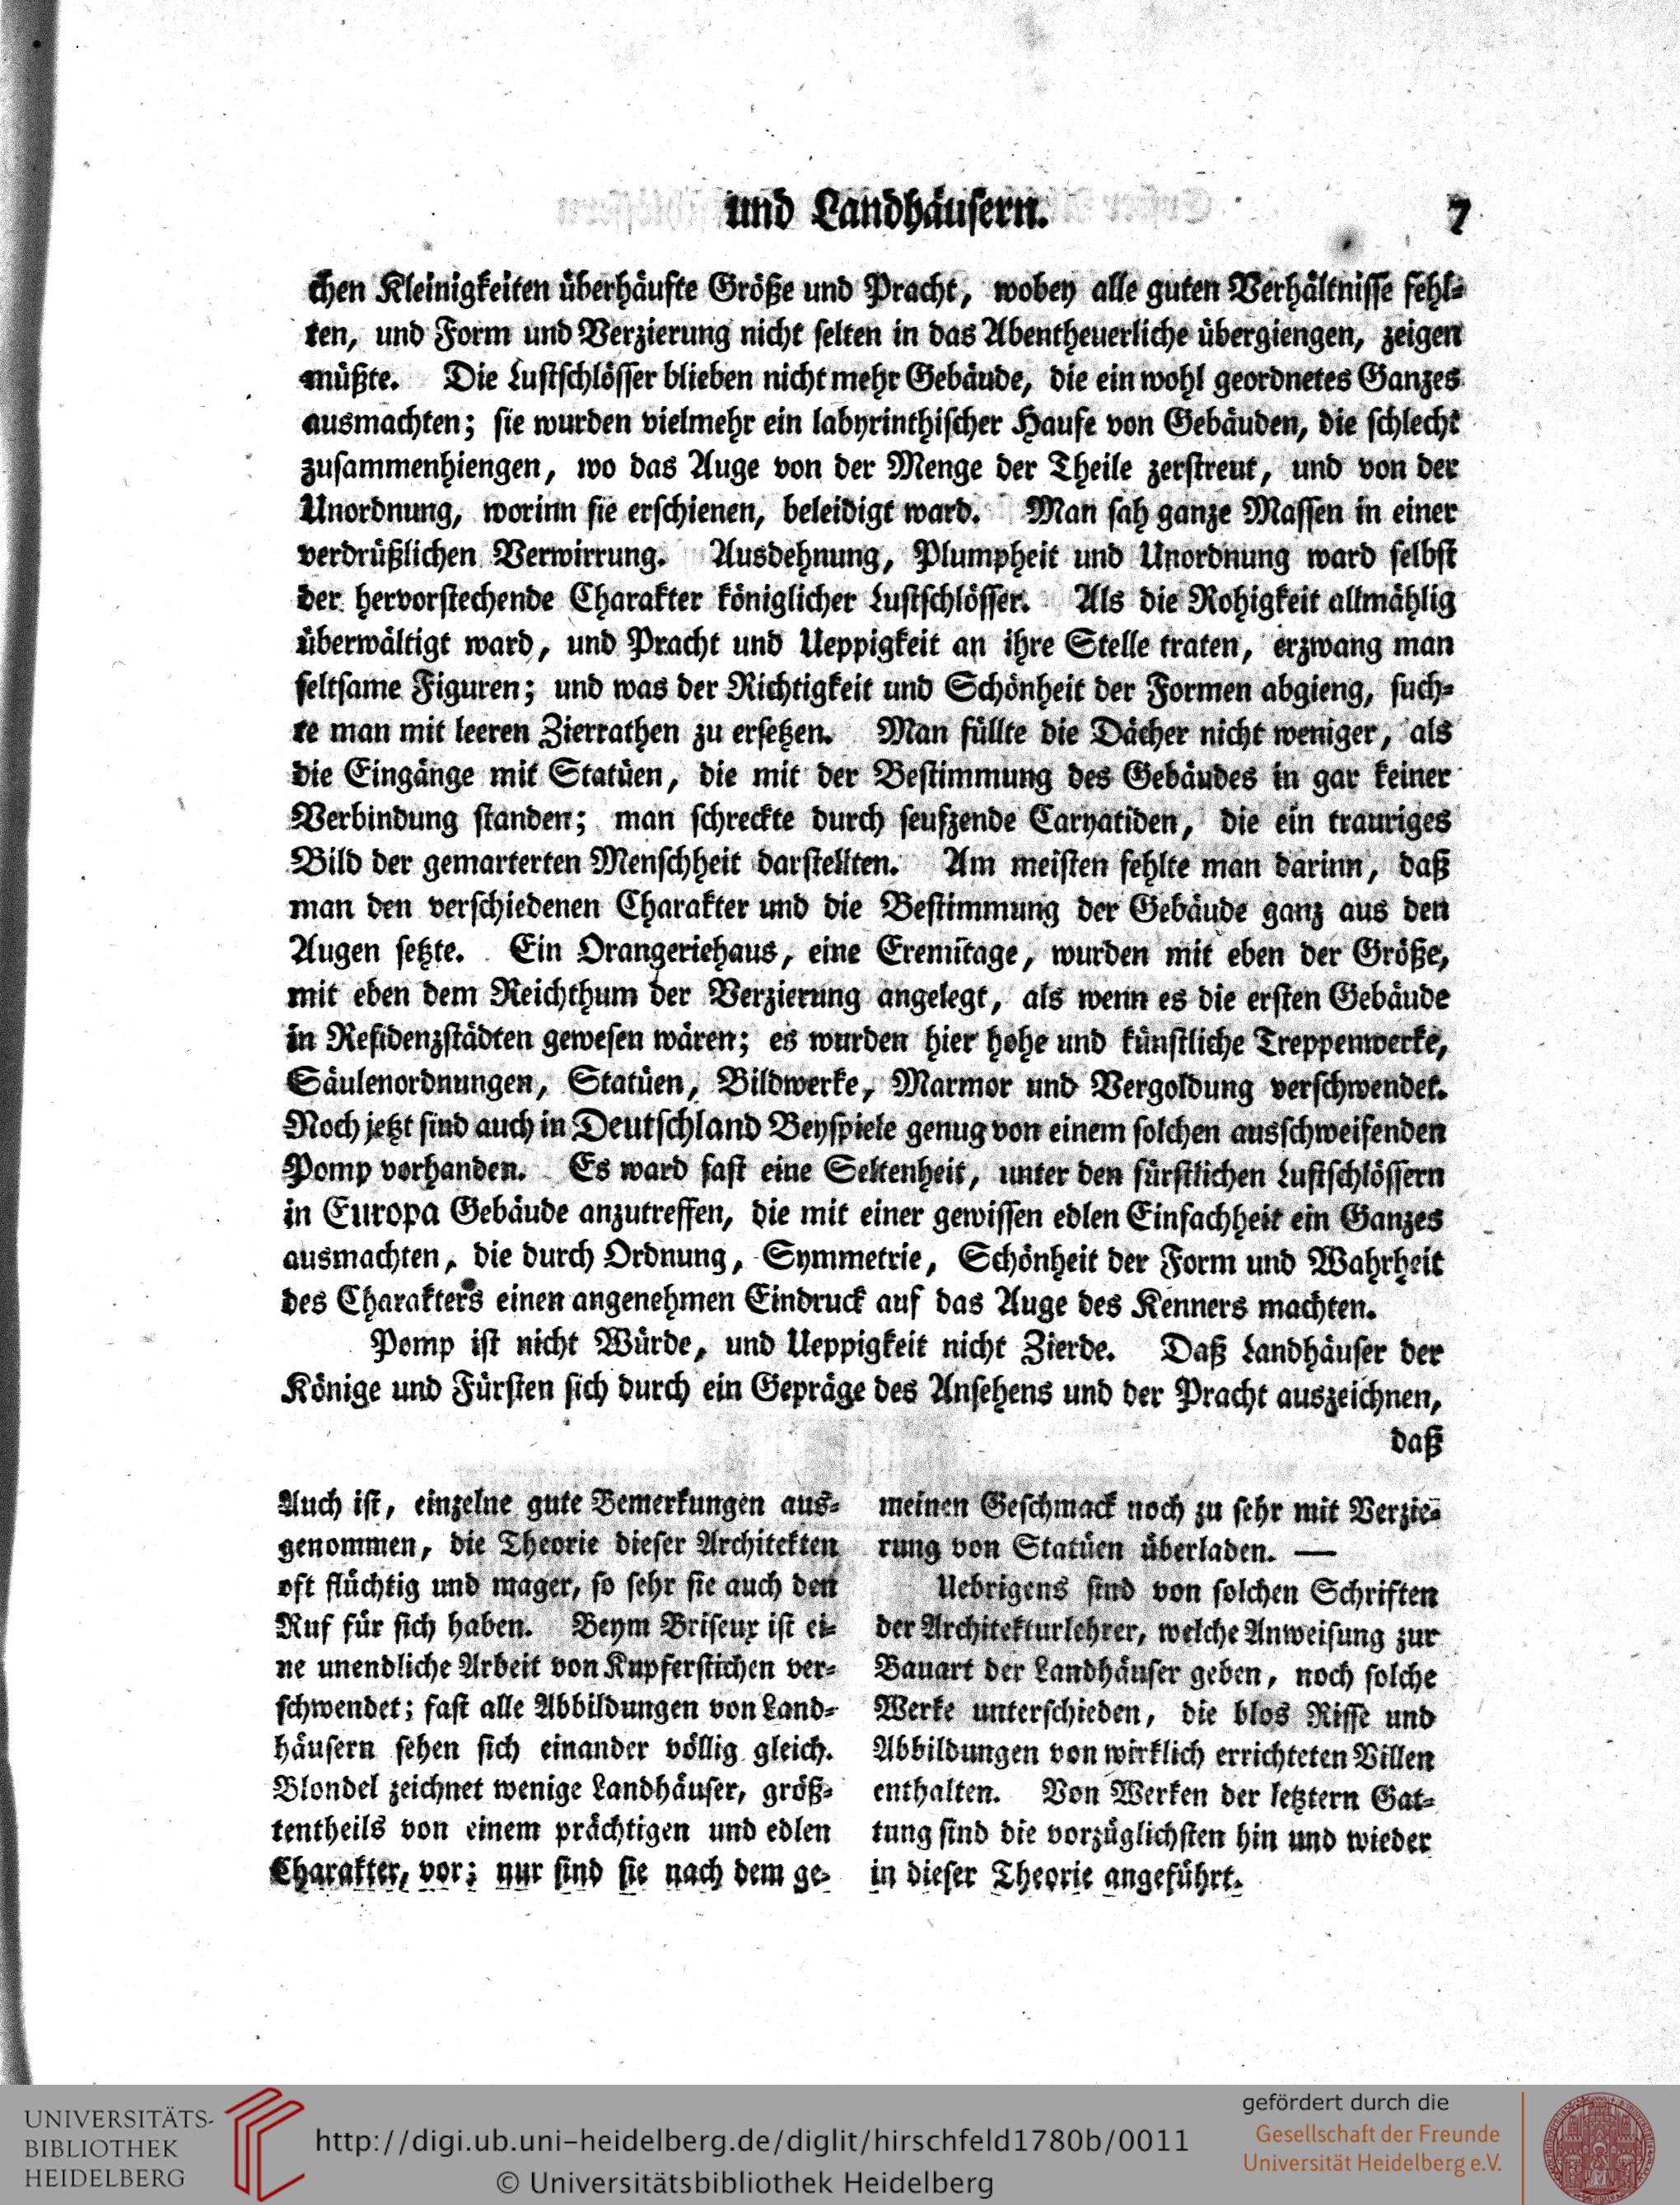 und Landhäusern. 7
chen Kleinigkeiten überhäufte Größe und Pracht, wobey alle guten Verhältnisse fehl-
ten, und Form und Verzierung nicht selten in das Abentheuerliche übergiengen, zeigen
müßte. Die Lustschlösser blieben nicht mehr Gebäude, die ein wohl geordnetes Ganzes
ausmachten; sie wurden vielmehr ein labyrinthischer Haufe von Gebäuden, die schlecht
zusammenhiengen, wo das Auge von der Menge der Theile zerstreut, und von der
Unordnung, worinn sie erschienen, beleidigt ward. Man sah ganze Massen in einer
verdrüßlichen Verwirrung. Ausdehnung, Plumpheit und Unordnung ward selbst
der hervorstechende Charakter königlicher Lustschlösser. Als die Rohigkeit allmählig
überwältigt ward, und Pracht und Ueppigkeit an ihre Stelle traten, erzwang man
seltsame Figuren; und was der Richtigkeit und Schönheit der Formen abgieng, such-
te man mit leeren Zierrathen zu ersetzen. Man füllte die Dächer nicht weniger, als
die Eingänge mit Statüen, die mit der Bestimmung des Gebäudes in gar keiner
Verbindung standen; man schreckte durch seufzende Caryatiden, die ein trauriges
Bild der gemarterten Menschheit darstellten. Am meisten fehlte man darinn, daß
man den verschiedenen Charakter und die Bestimmung der Gebäude ganz aus den
Augen setzte. Ein Orangeriehaus, eine Eremitage, wurden mit eben der Größe,
mit eben dem Reichthum der Verzierung angelegt, als wenn es die ersten Gebäude
in Residenzstädten gewesen wären; es wurden hier hohe und künstliche Treppenwerke,
Säulenordnungen, Statüen, Bildwerke, Marmor und Vergoldung verschwendet.
Noch jetzt sind auch in Deutschland Beyspiele genug von einem solchen ausschweifenden
Pomp vorhanden. Es ward fast eine Seltenheit, unter den fürstlichen Lustschlössern
in Europa Gebäude anzutreffen, die mit einer gewissen edlen Einfachheit ein Ganzes
ausmachten, die durch Ordnung, Symmetrie, Schönheit der Form und Wahrheit
des Charakters einen angenehmen Eindruck auf das Auge des Kenners machten.
Pomp ist nicht Würde, und Ueppigkeit nicht Zierde. Daß Landhäuser der
Könige und Fürsten sich durch ein Gepräge des Ansehens und der Pracht auszeichnen,
daß
Auch ist, einzelne gute Bemerkungen aus-
genommen, die Theorie dieser Architekten
oft flüchtig und mager, so sehr sie auch den
Ruf für sich haben. Beym Briseux ist ei-
ne unendliche Arbeit von Kupferstichen ver-
schwendet; fast alle Abbildungen von Land-
häusern sehen sich einander völlig gleich.
Blondel zeichnet wenige Landhäuser, größ-
tentheils von einem prächtigen und edlen
Charakter, vor; nur sind sie nach dem ge-
meinen Geschmack noch zu sehr mit Verzie-
rung von Statüen überladen. —
Uebrigens sind von solchen Schriften
der Architekturlehrer, welche Anweisung zur
Bauart der Landhäuser geben, noch solche
Werke unterschieden, die blos Risse und
Abbildungen von wirklich errichteten Villen
enthalten. Von Werken der letztern Gat-
tung sind die vorzüglichsten hin und wieder
in dieser Theorie angeführt.
UNIVERSITÄTS-
BIBLIOTHEK
HEIDELBERG
http://digi.ub.uni-heidelberg.de/diglit/hirschfeld1780b/0011
© Universitätsbibliothek Heidelberg
gefördert durch die
Gesellschaft der Freunde
Universität Heidelberg e.V.